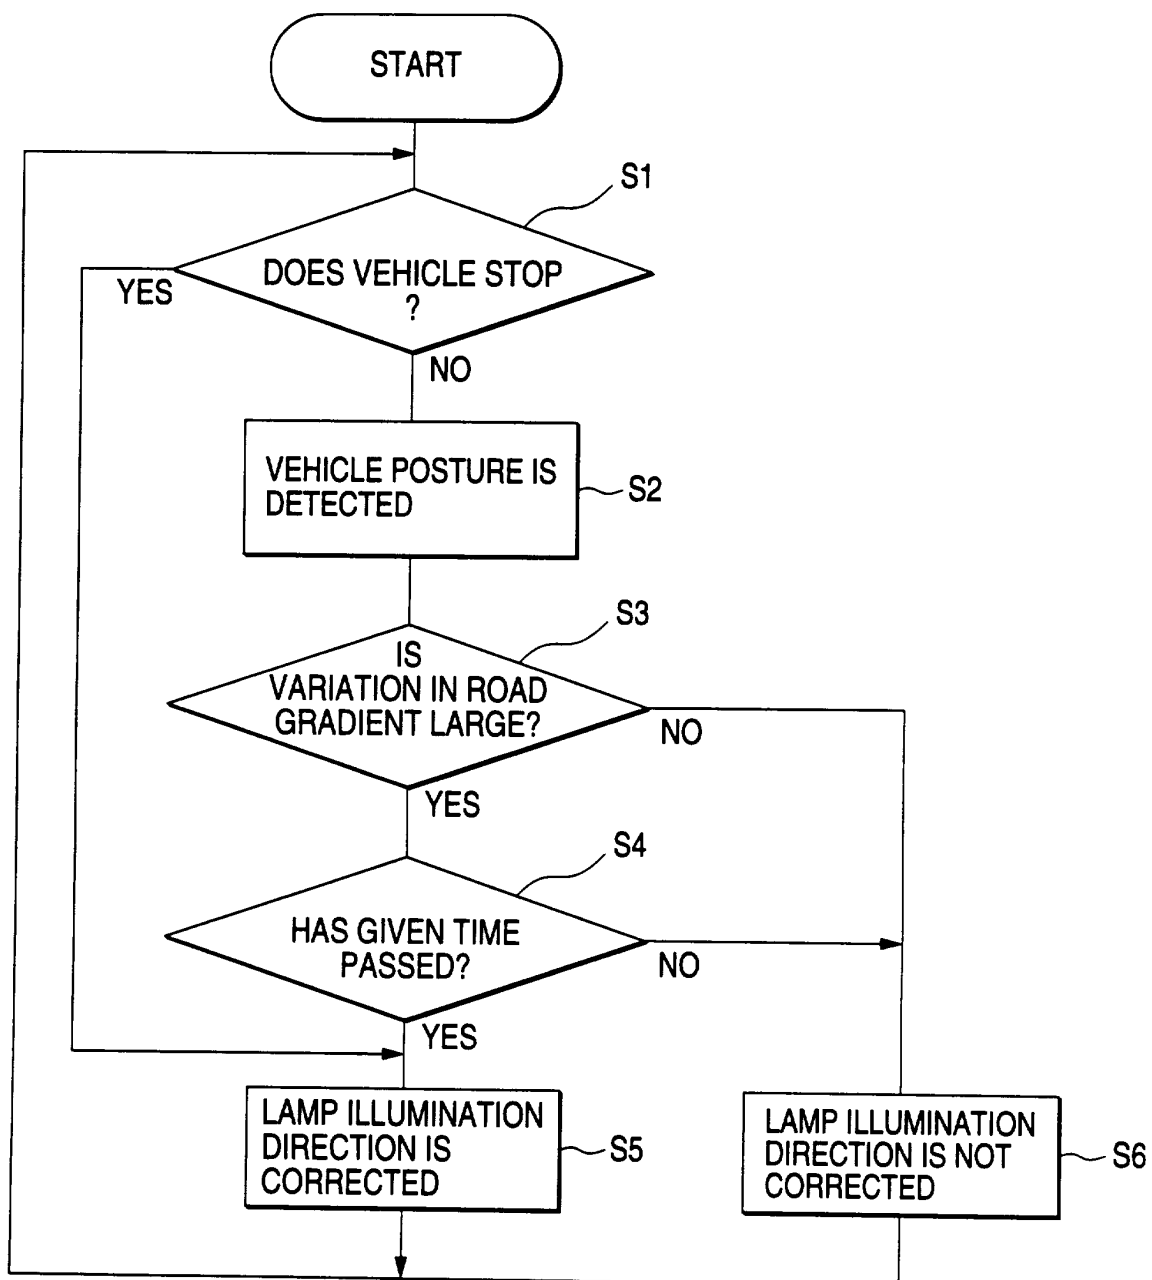 START
S1
DOES VEHICLE STOP
?
YES
NO
VEHICLE POSTURE IS
DETECTED
S2
S3
IS
VARIATION IN ROAD
GRADIENT LARGE?
NO
YES
S4
HAS GIVEN TIME
PASSED?
NO
YES
LAMP ILLUMINATION
DIRECTION IS
CORRECTED
S5
LAMP ILLUMINATION
DIRECTION IS NOT
CORRECTED
S6